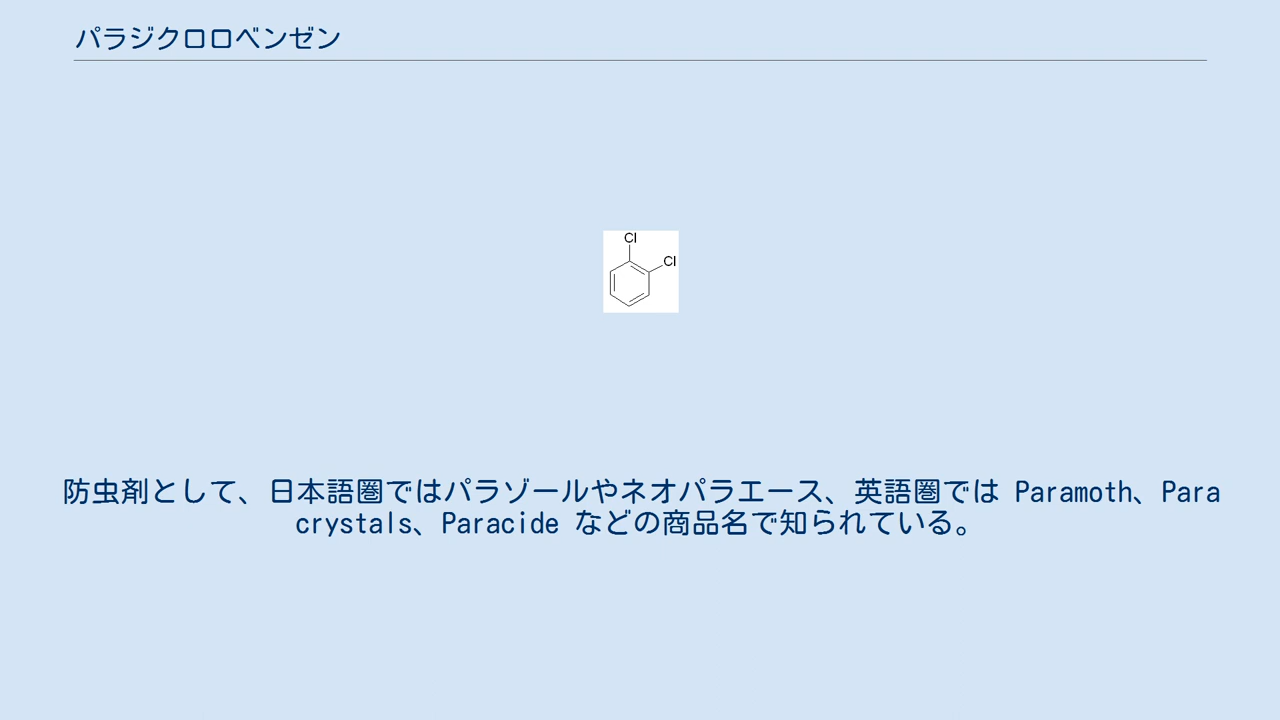 パラジクロロベンゼン
Cl
Cl
防虫剤として、日本語圏ではパラゾールやネオパラエース、英語圏では Paramoth、Para
crystals、Paracide などの商品名で知られている。